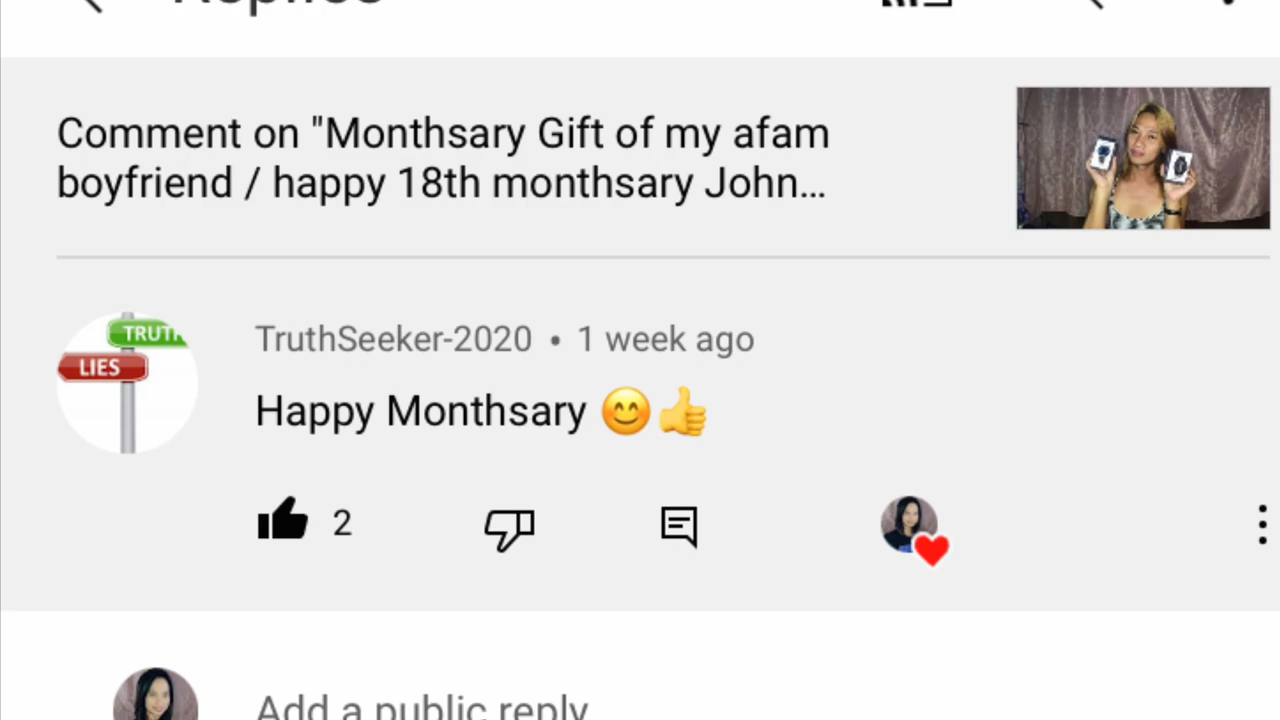 Replies
Comment on "Monthsary Gift of my afam
boyfriend / happy 18th monthsary John...
TRUTH
LIES
TruthSeeker-2020 • 1 week ago
Happy Monthsary 😊👍
2
Add a public reply